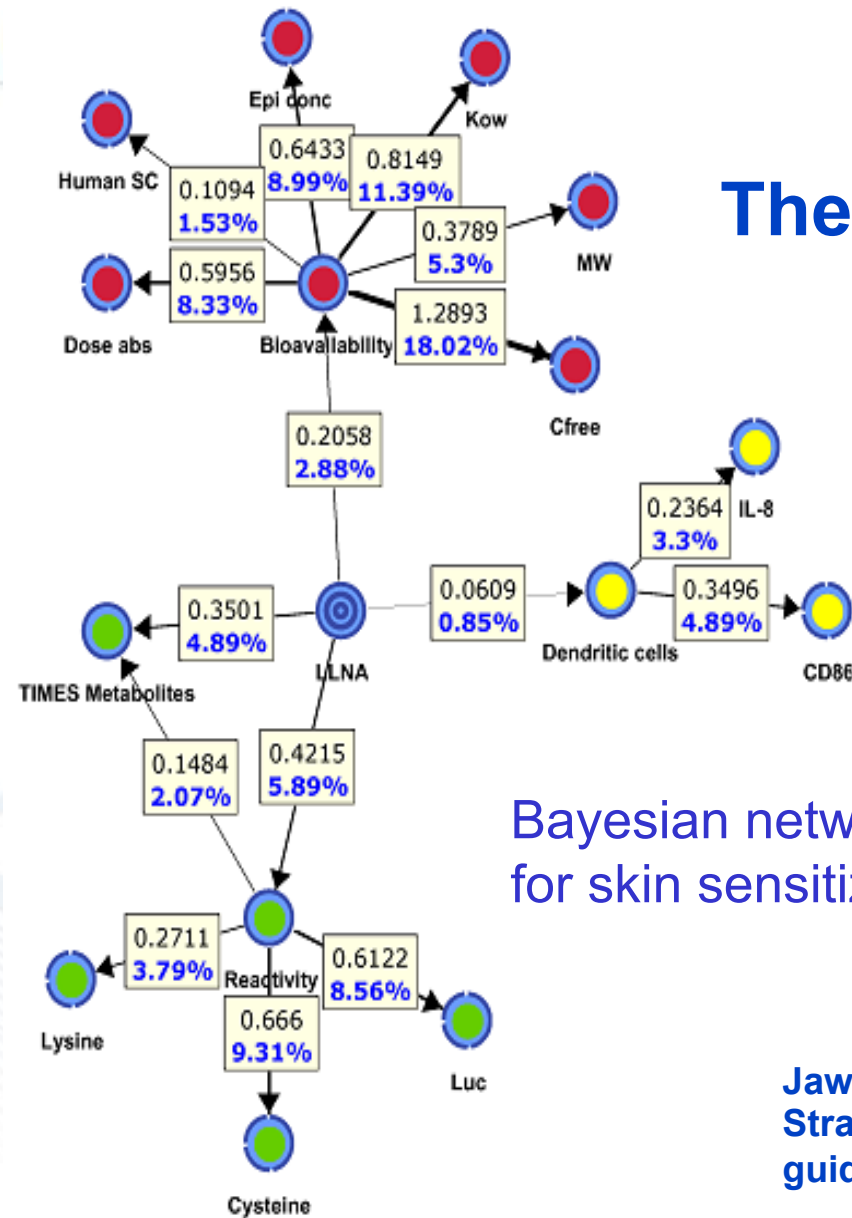 Epi conc
Kow
Human SC
0.6433
8.99%
0.8149
11.39%
0.1094
1.53%
The
0.3789
5.3%
MW
0.5956
8.33%
1.2893
18.02%
Dose abs
Bioavailability
Cfree
0.2058
2.88%
0.2364
3.3%
IL-8
0.0609
0.85%
0.3496
4.89%
0.3501
4.89%
Dendritic cells
CD86
LLNA
TIMES Metabolites
0.1484
2.07%
0.4215
5.89%
Bayesian netw
for skin sensitiz
0.2711
3.79%
Reactivity
0.6122
8.56%
0.666
9.31%
Lysine
Luc
Jaw
Stra
guid
Cysteine